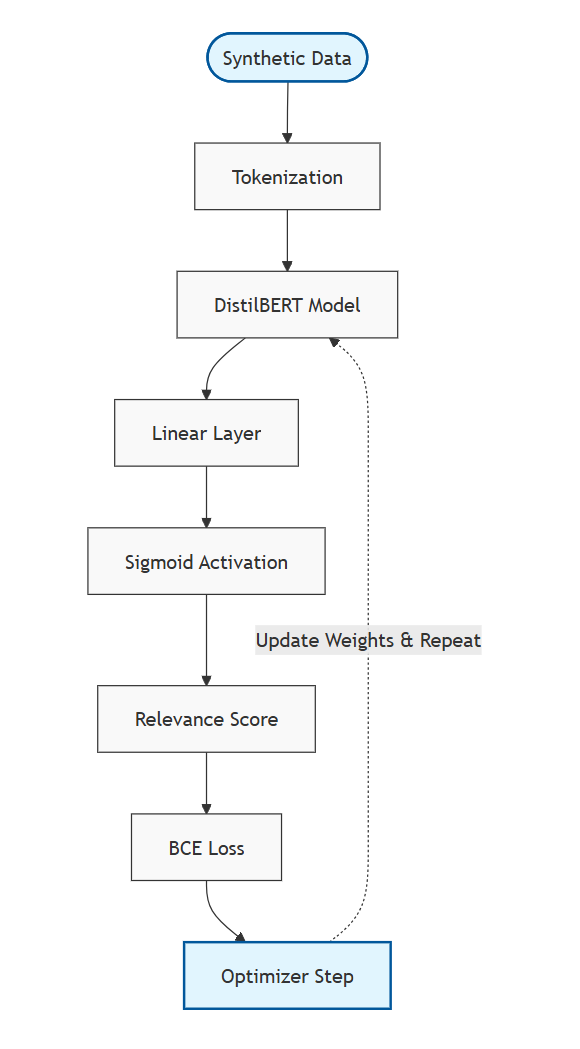 Synthetic Data
Tokenization
DistilBERT Model
Linear Layer
Sigmoid Activation
Update Weights & Repeat
Relevance Score
BCE Loss
Optimizer Step